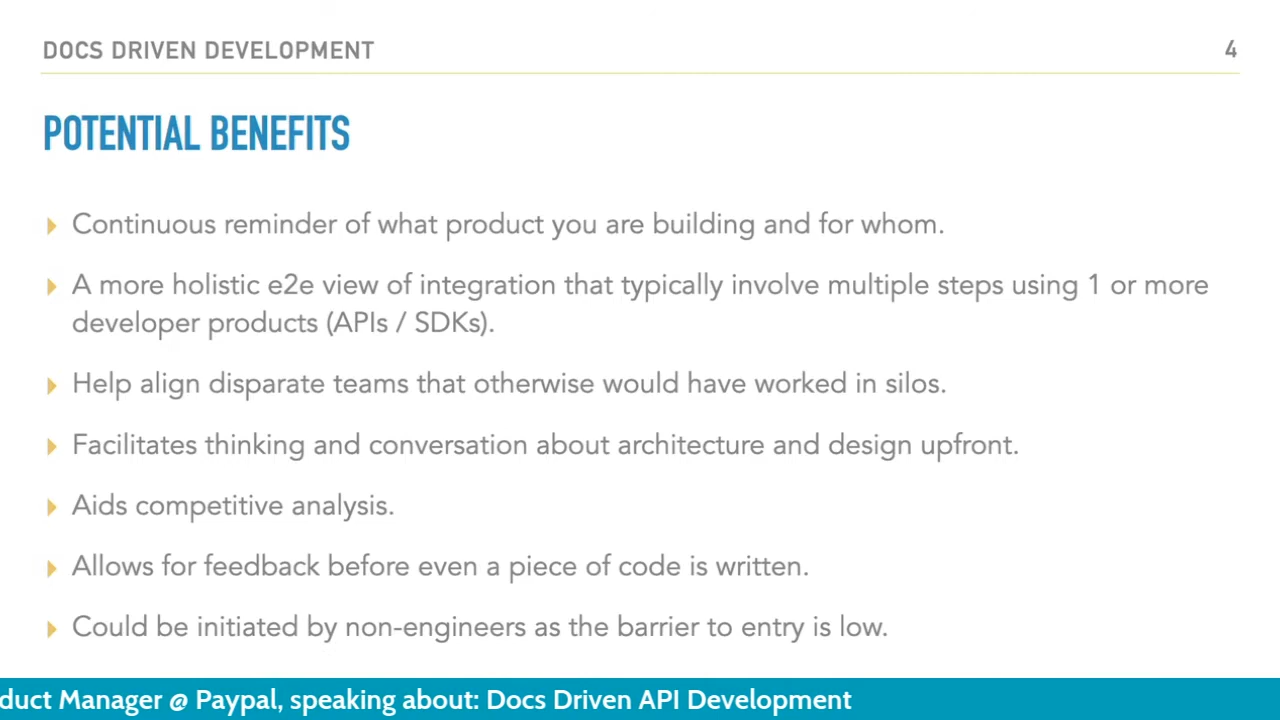 DOCS DRIVEN DEVELOPMENT 4
POTENTIAL BENEFITS
Continuous reminder of what product you are building and for whom.
A more holistic e2e view of integration that typically involve multiple steps using 1 or more
developer products (APIs / SDKs).
Help align disparate teams that otherwise would have worked in silos.
Facilitates thinking and conversation about architecture and design upfront.
Aids competitive analysis.
Allows for feedback before even a piece of code is written.
Could be initiated by non-engineers as the barrier to entry is low.
duct Manager @ Paypal, speaking about: Docs Driven API Development